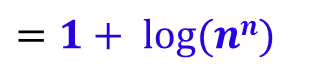 = 1 + log(nⁿ)